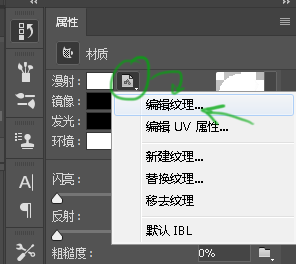 属性
材质
漫射：
镜像：
发光：
环境：
编辑纹理...
编辑 UV 属性...
新建纹理...
替换纹理...
移去纹理
默认 IBL
闪亮：
反射：
粗糙度：
0%
A|